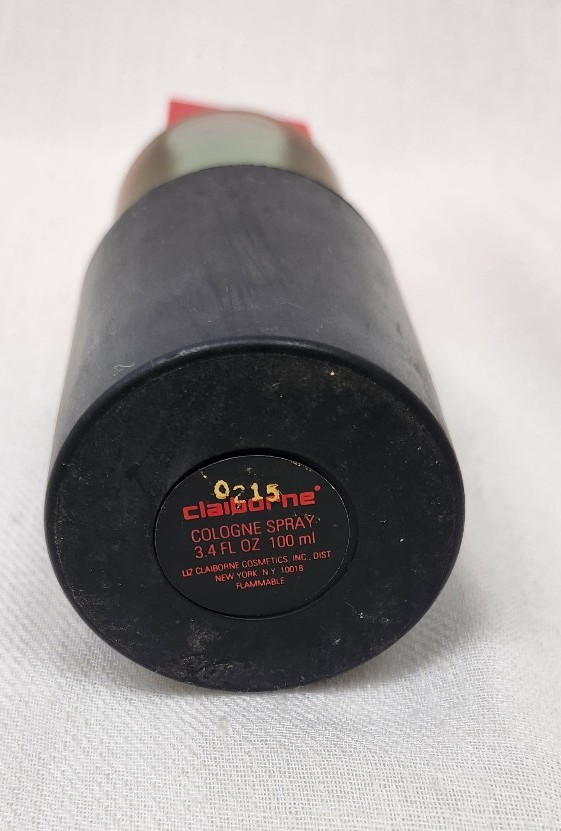 0215
claiborne®
COLOGNE SPRAY
3.4 FL OZ 100 ml
LIZ CLAIBORNE COSMETICS, INC., DIST
NEW YORK N.Y. 10018
FLAMMABLE